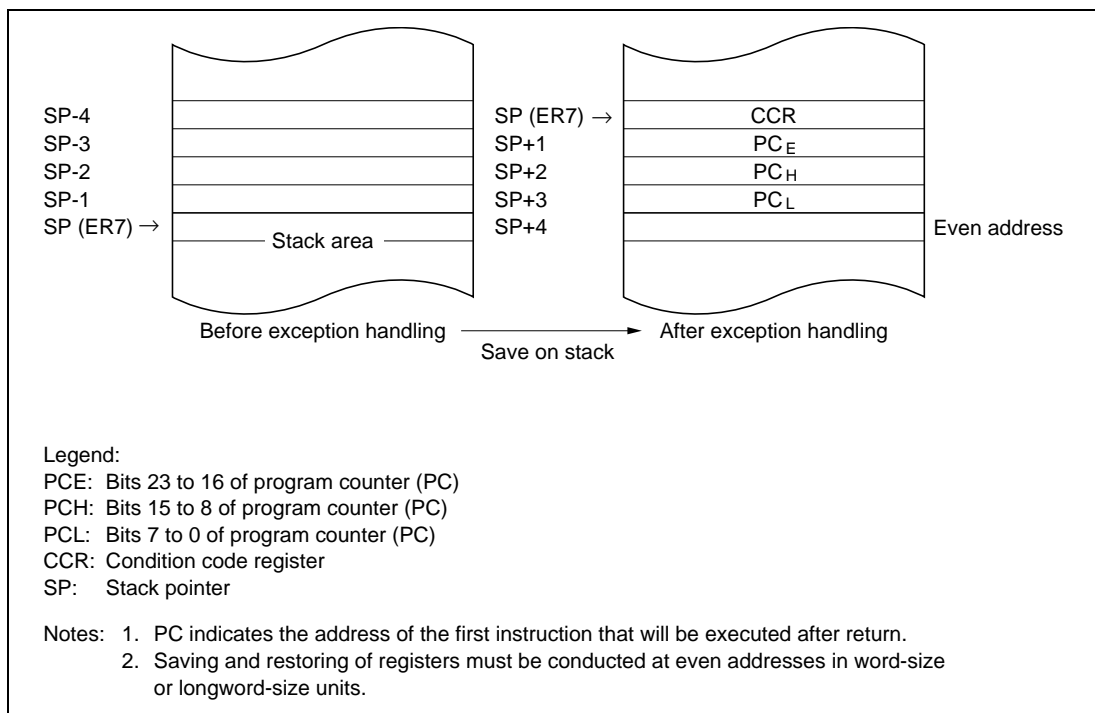 SP-4
SP-3
SP-2
SP-1
SP (ER7) →
Stack area
SP (ER7) →
SP+1
SP+2
SP+3
SP+4
CCR
PC E
PC H
PC L
Even address
Before exception handling
Save on stack
After exception handling
Legend:
PCE: Bits 23 to 16 of program counter (PC)
PCH: Bits 15 to 8 of program counter (PC)
PCL: Bits 7 to 0 of program counter (PC)
CCR: Condition code register
SP: Stack pointer
Notes: 1. PC indicates the address of the first instruction that will be executed after return.
2. Saving and restoring of registers must be conducted at even addresses in word-size
or longword-size units.